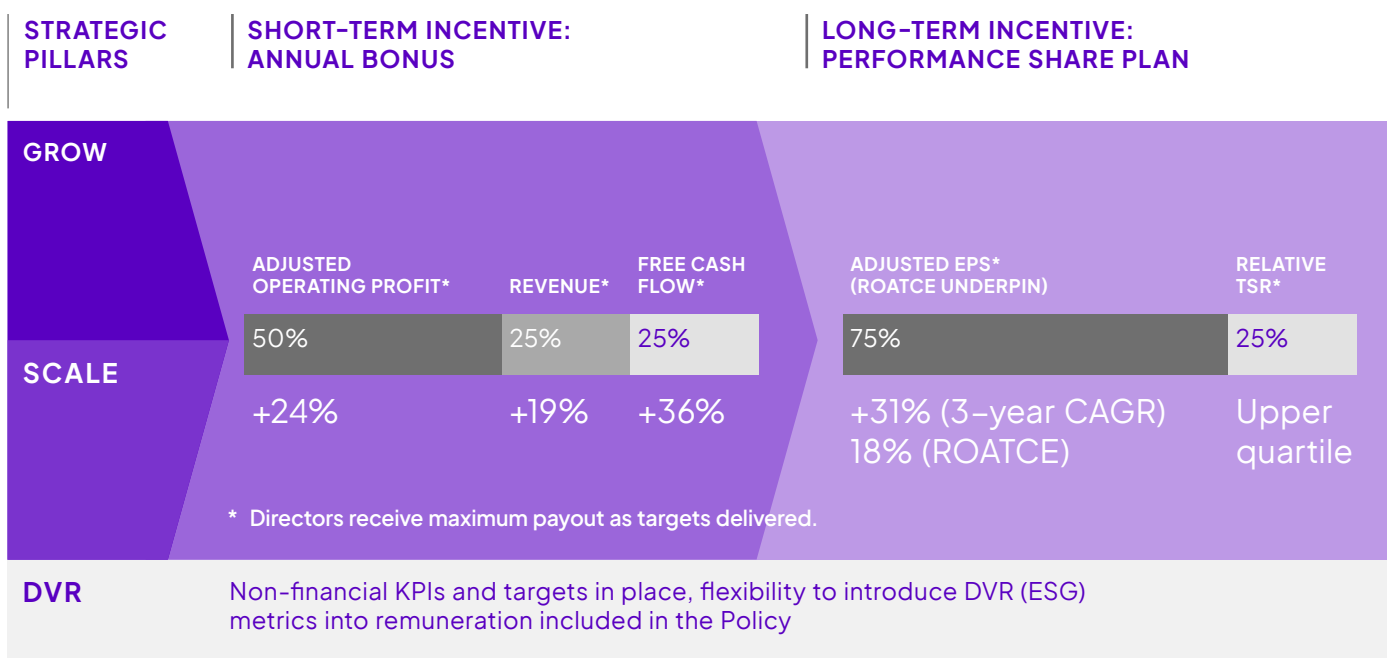 STRATEGIC
PILLARS
SHORT-TERM INCENTIVE:
ANNUAL BONUS
LONG-TERM INCENTIVE:
PERFORMANCE SHARE PLAN
GROW
SCALE
ADJUSTED
OPERATING PROFIT*
REVENUE*
FREE CASH
FLOW*
50%
25%
25%
+24%
+19%
+36%
ADJUSTED EPS*
(ROATCE UNDERPIN)
RELATIVE
TSR*
75%
25%
+31% (3-year CAGR)
18% (ROATCE)
Upper
quartile
* Directors receive maximum payout as targets delivered.
DVR
Non-financial KPIs and targets in place, flexibility to introduce DVR (ESG)
metrics into remuneration included in the Policy